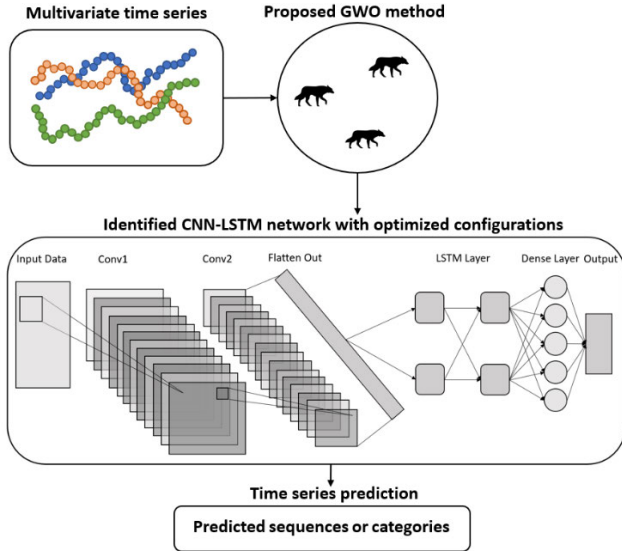 Multivariate time series
Proposed GWO method
Identified CNN-LSTM network with optimized configurations
Input Data
Conv1
Conv2
Flatten Out
LSTM Layer
Dense Layer
Output
Time series prediction
Predicted sequences or categories